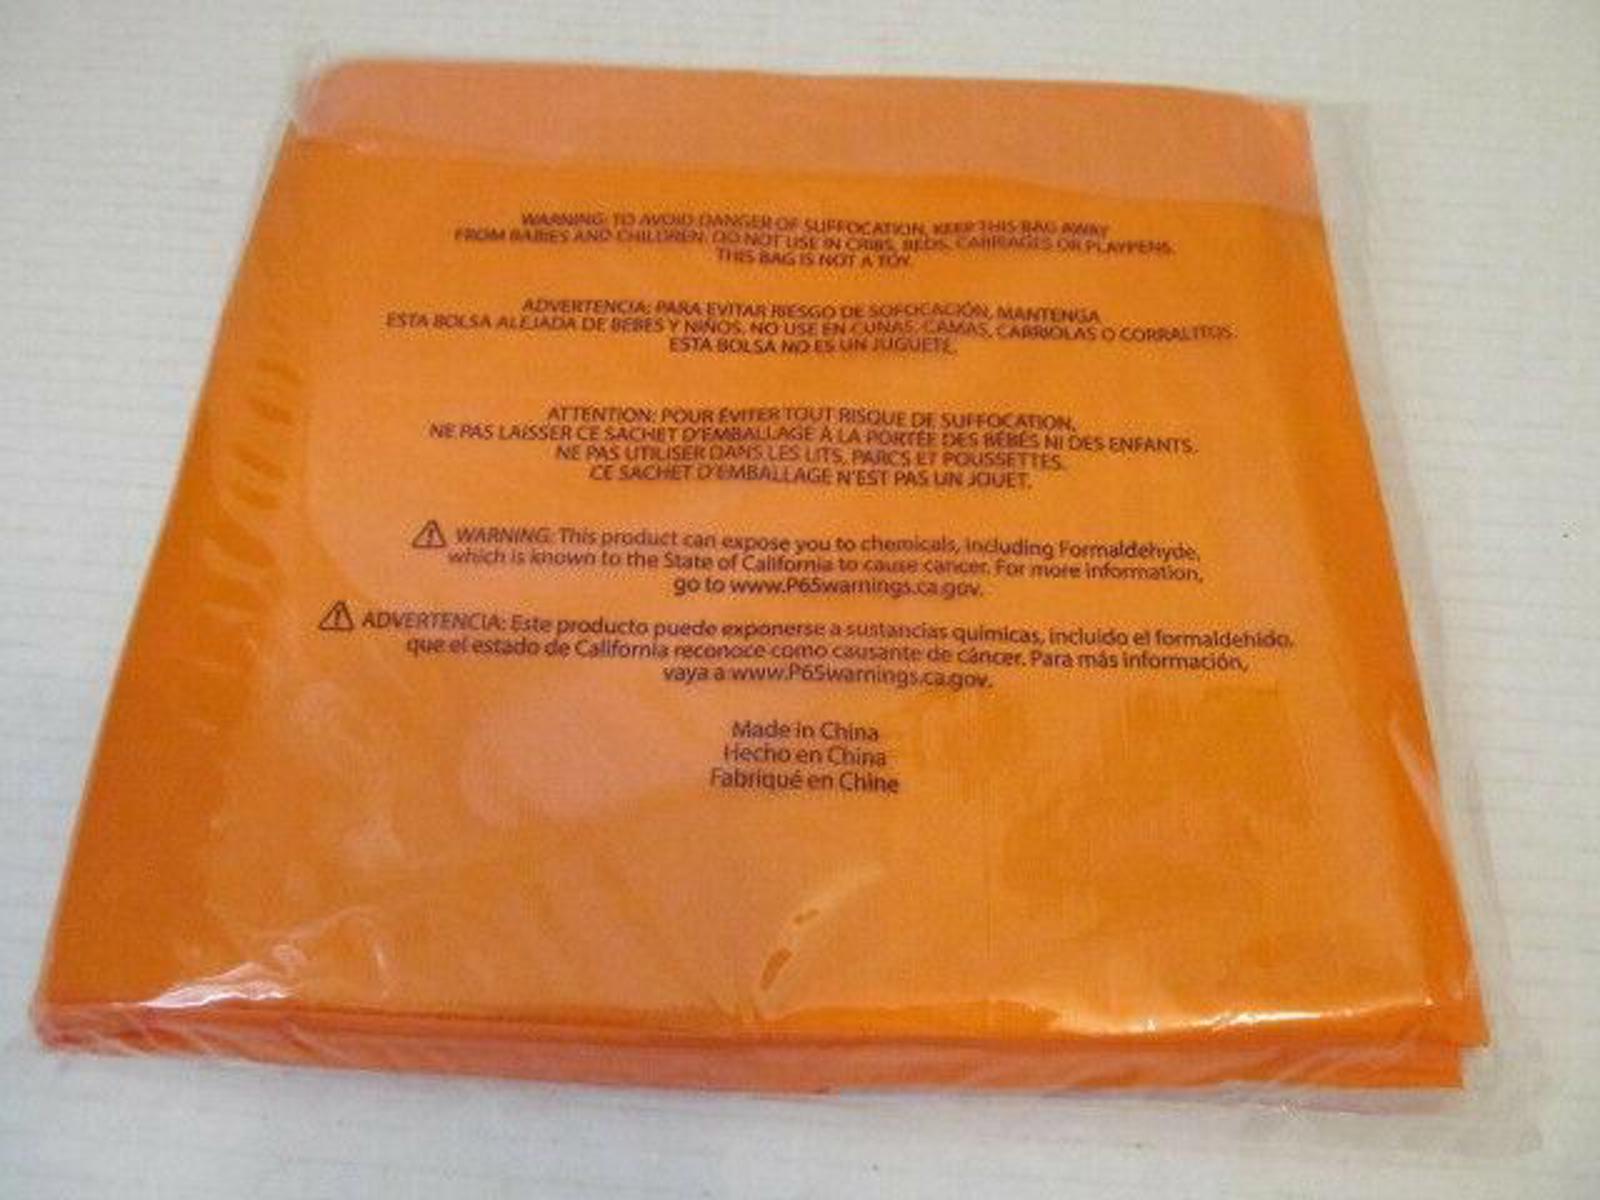 WARNING: TO AVOID DANGER OF SUFFOCATION, KEEP THIS BAG AWAY
FROM BABIES AND CHILDREN. DO NOT USE IN CRIBS, BEDS, CARRIAGES OR PLAYPENS.
THIS BAG IS NOT A TOY.
ADVERTENCIA: PARA EVITAR RIESGO DE SOFOCACIÓN, MANTENGA
ESTA BOLSA ALEJADA DE BEBES Y NIÑOS. NO USE EN CUNAS, CAMAS, CARRIOLAS O CORRALITOS.
ESTA BOLSA NO ES UN JUGUETE.
ATTENTION: POUR ÉVITER TOUT RISQUE DE SUFFOCATION,
NE PAS LAISSER CE SACHET D'EMBALLAGE À LA PORTÉE DES BÉBÉS NI DES ENFANTS.
NE PAS UTILISER DANS LES LITS, PARCS ET POUSSETTES.
CE SACHET D'EMBALLAGE N'EST PAS UN JOUET.
⚠ WARNING: This product can expose you to chemicals, including Formaldehyde,
which is known to the State of California to cause cancer. For more information,
go to www.P65warnings.ca.gov.
⚠ ADVERTENCIA: Este producto puede exponerse a sustancias químicas, incluido el formaldehido,
que el estado de California reconoce como causante de cáncer. Para más información,
vaya a www.P65warnings.ca.gov.
Made in China
Hecho en China
Fabriqué en Chine